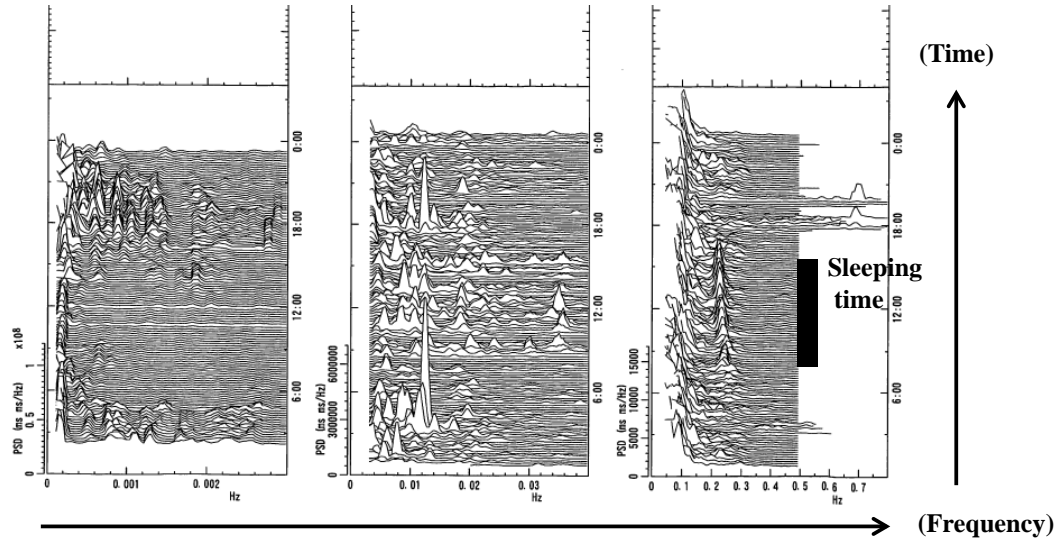 (Time)
0:00
18:00
12:00
6:00
PSD (ms ms/Hz) x10⁸
1
0.5
0
0 0.001 0.002
Hz
0:00
18:00
12:00
6:00
PSD (ms ms/Hz)
6000000
3000000
0
0 0.01 0.02 0.03
Hz
0:00
18:00
12:00
6:00
PSD (ms ms/Hz)
15000
10000
5000
0
0 0.1 0.2 0.3 0.4 0.5 0.6 0.7
Hz
Sleeping
time
(Frequency)